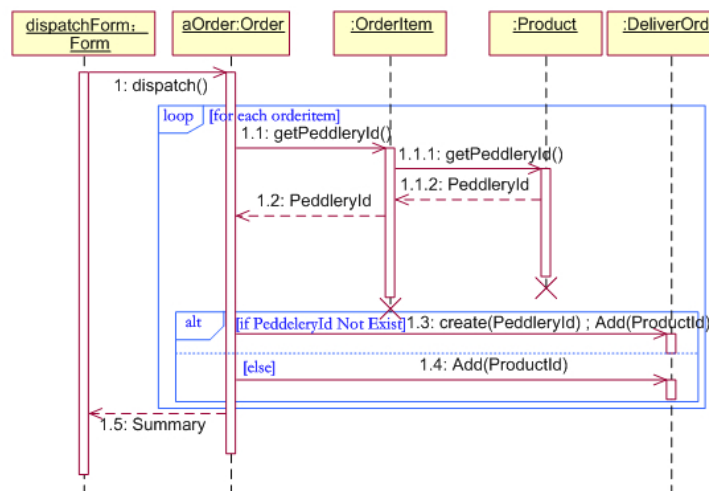 dispatchForm：
Form
aOrder:Order
:OrderItem
:Product
:DeliverOrd
1: dispatch()
loop
[for each orderitem]
1.1: getPeddleryId()
1.1.1: getPeddleryId()
1.1.2: PeddleryId
1.2: PeddleryId
alt
[if PeddeleryId Not Exist]
1.3: create(PeddleryId) ; Add(ProductId)
[else]
1.4: Add(ProductId)
1.5: Summary